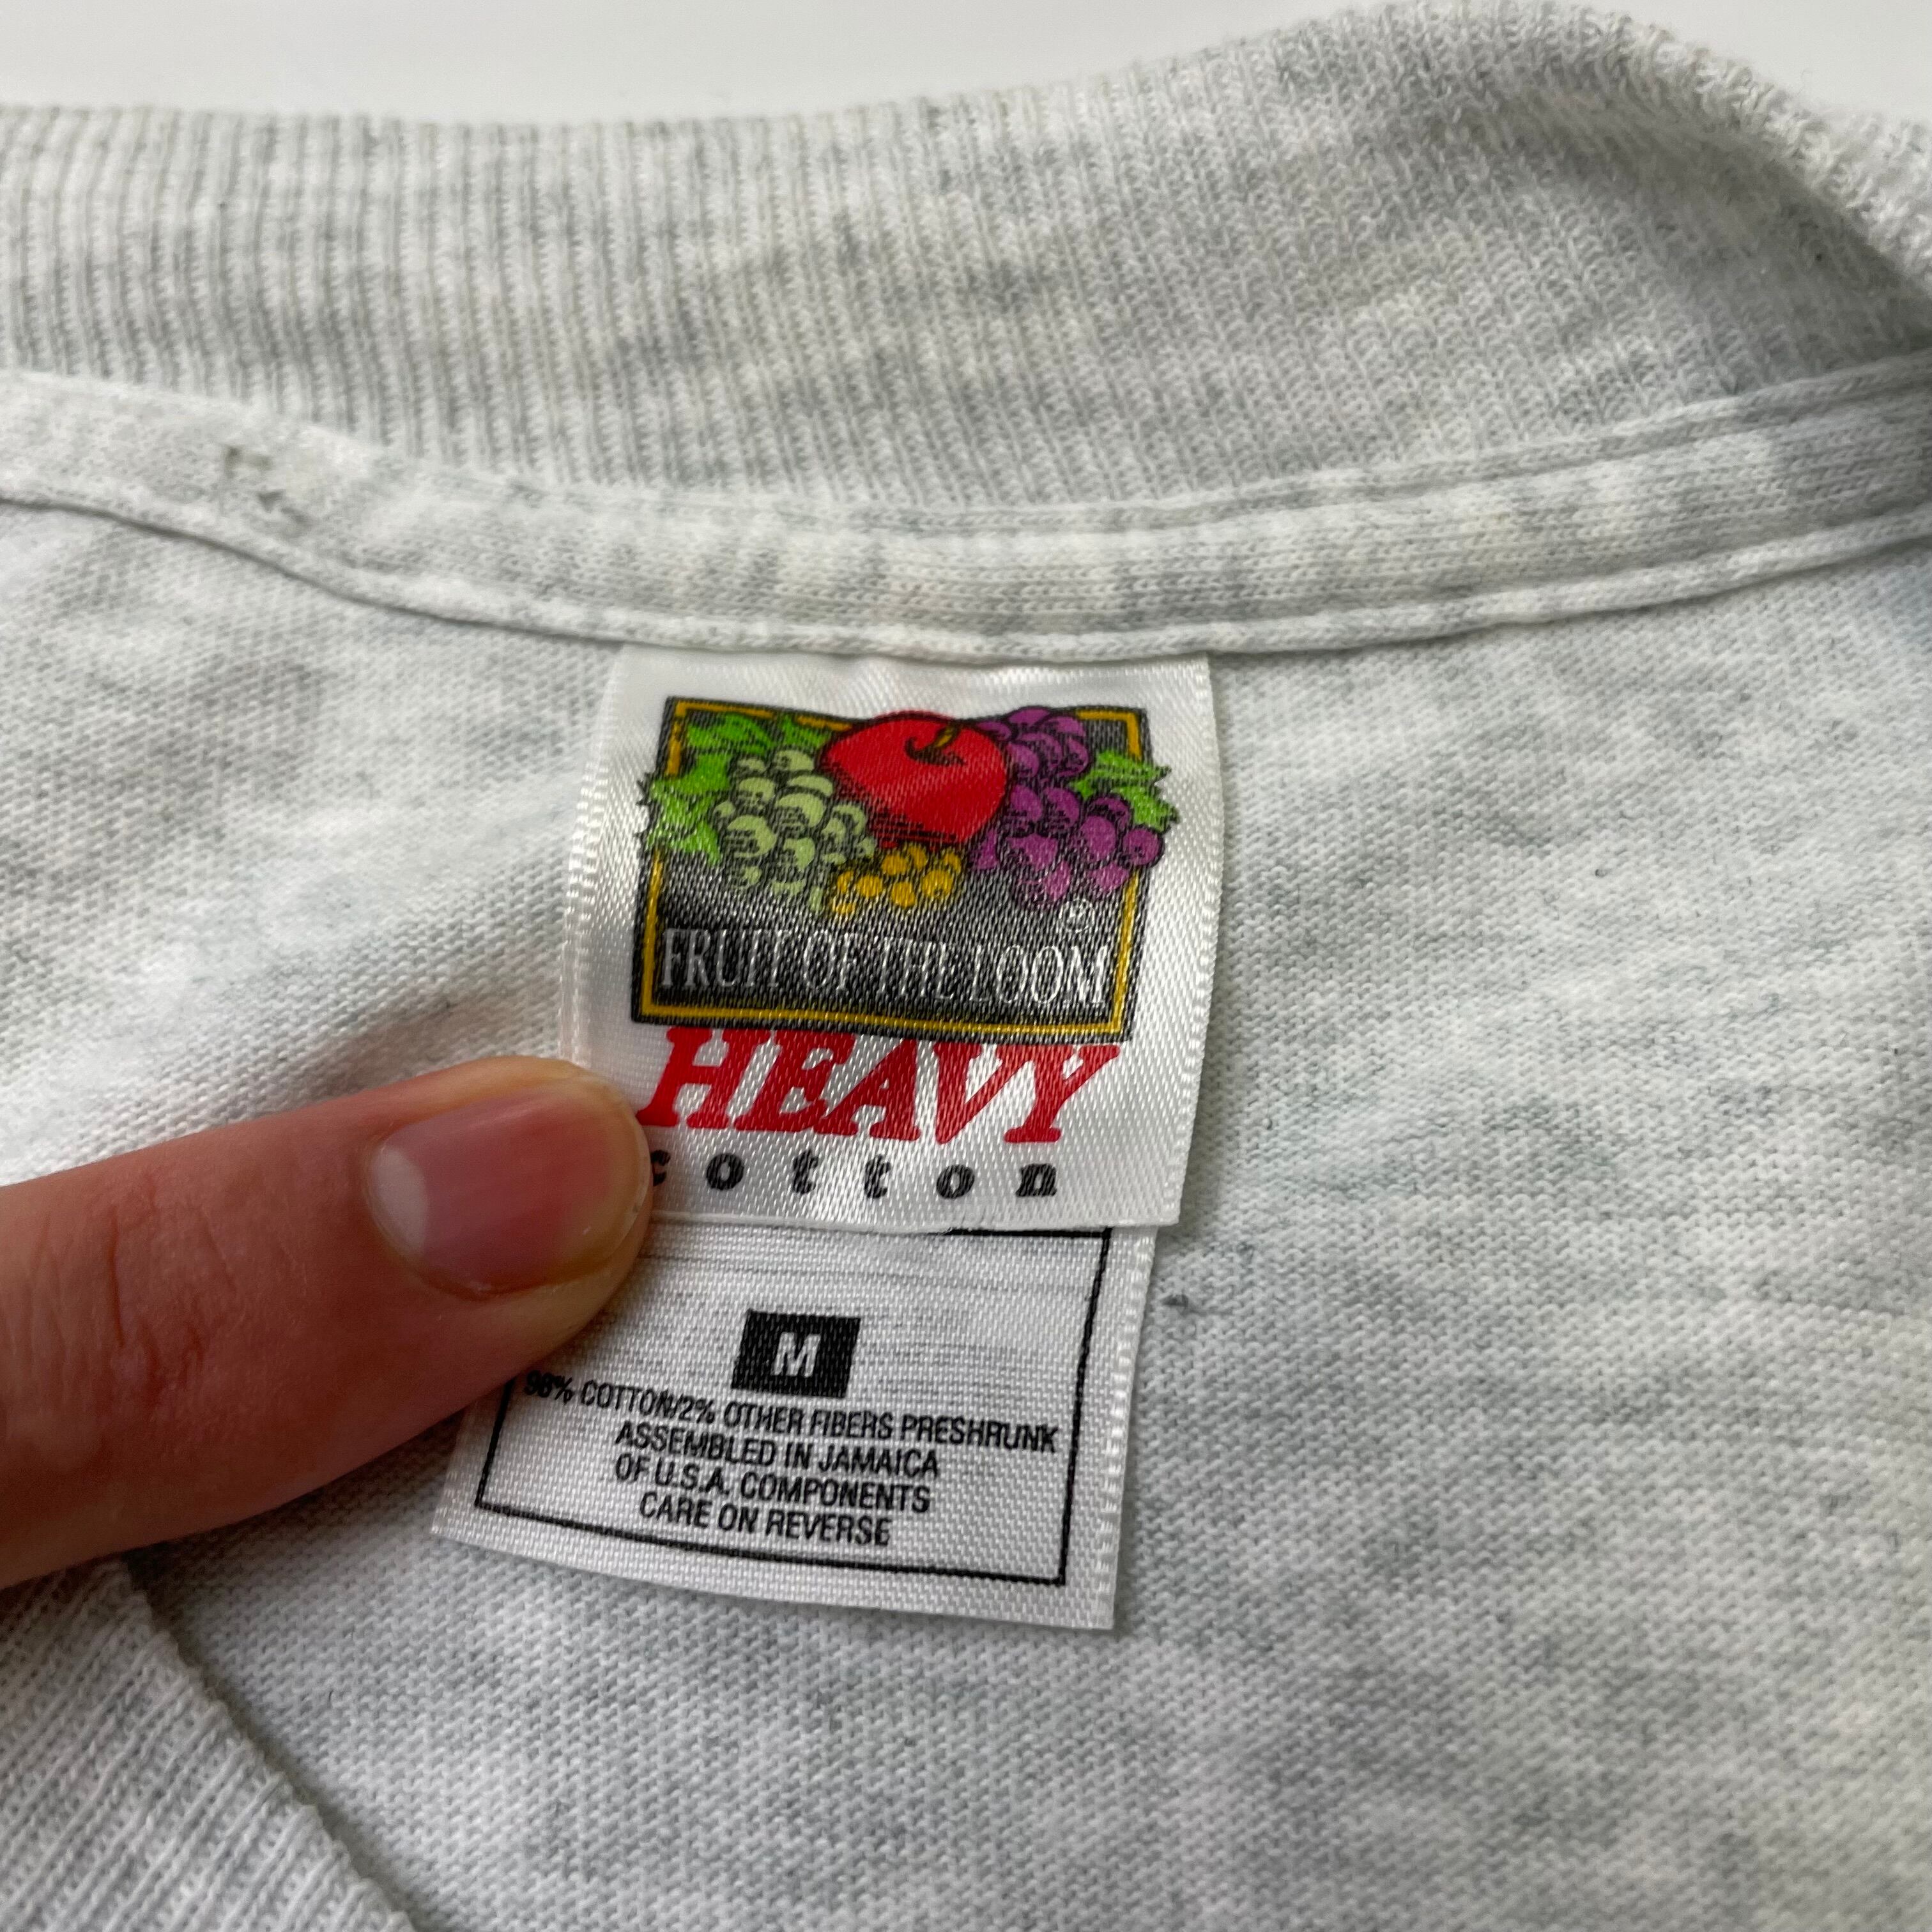 ®
FRUIT OF THE LOOM
HEAVY
cotton
M
98% COTTON/2% OTHER FIBERS PRESHRUNK
ASSEMBLED IN JAMAICA
OF U.S.A. COMPONENTS
CARE ON REVERSE